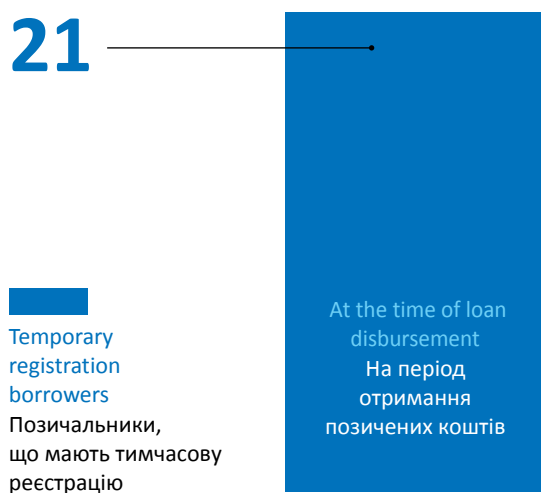 21
Temporary
registration
borrowers
Позичальники,
що мають тимчасову
реєстрацію
At the time of loan
disbursement
На період
отримання
позичених коштів